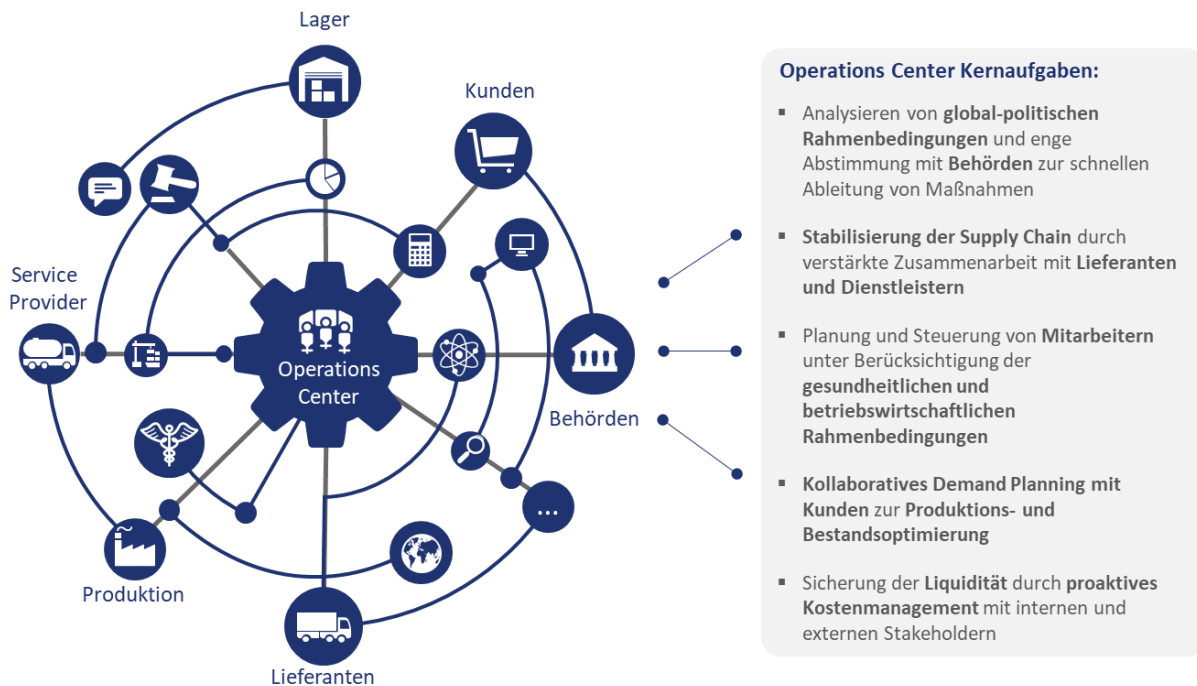 Lager
Kunden
Service
Provider
Operations
Center
Behörden
...
Produktion
Lieferanten
Operations Center Kernaufgaben:
▪ Analysieren von global-politischen
Rahmenbedingungen und enge
Abstimmung mit Behörden zur schnellen
Ableitung von Maßnahmen
▪ Stabilisierung der Supply Chain durch
verstärkte Zusammenarbeit mit Lieferanten
und Dienstleistern
▪ Planung und Steuerung von Mitarbeitern
unter Berücksichtigung der
gesundheitlichen und
betriebswirtschaftlichen
Rahmenbedingungen
▪ Kollaboratives Demand Planning mit
Kunden zur Produktions- und
Bestandsoptimierung
▪ Sicherung der Liquidität durch proaktives
Kostenmanagement mit internen und
externen Stakeholdern